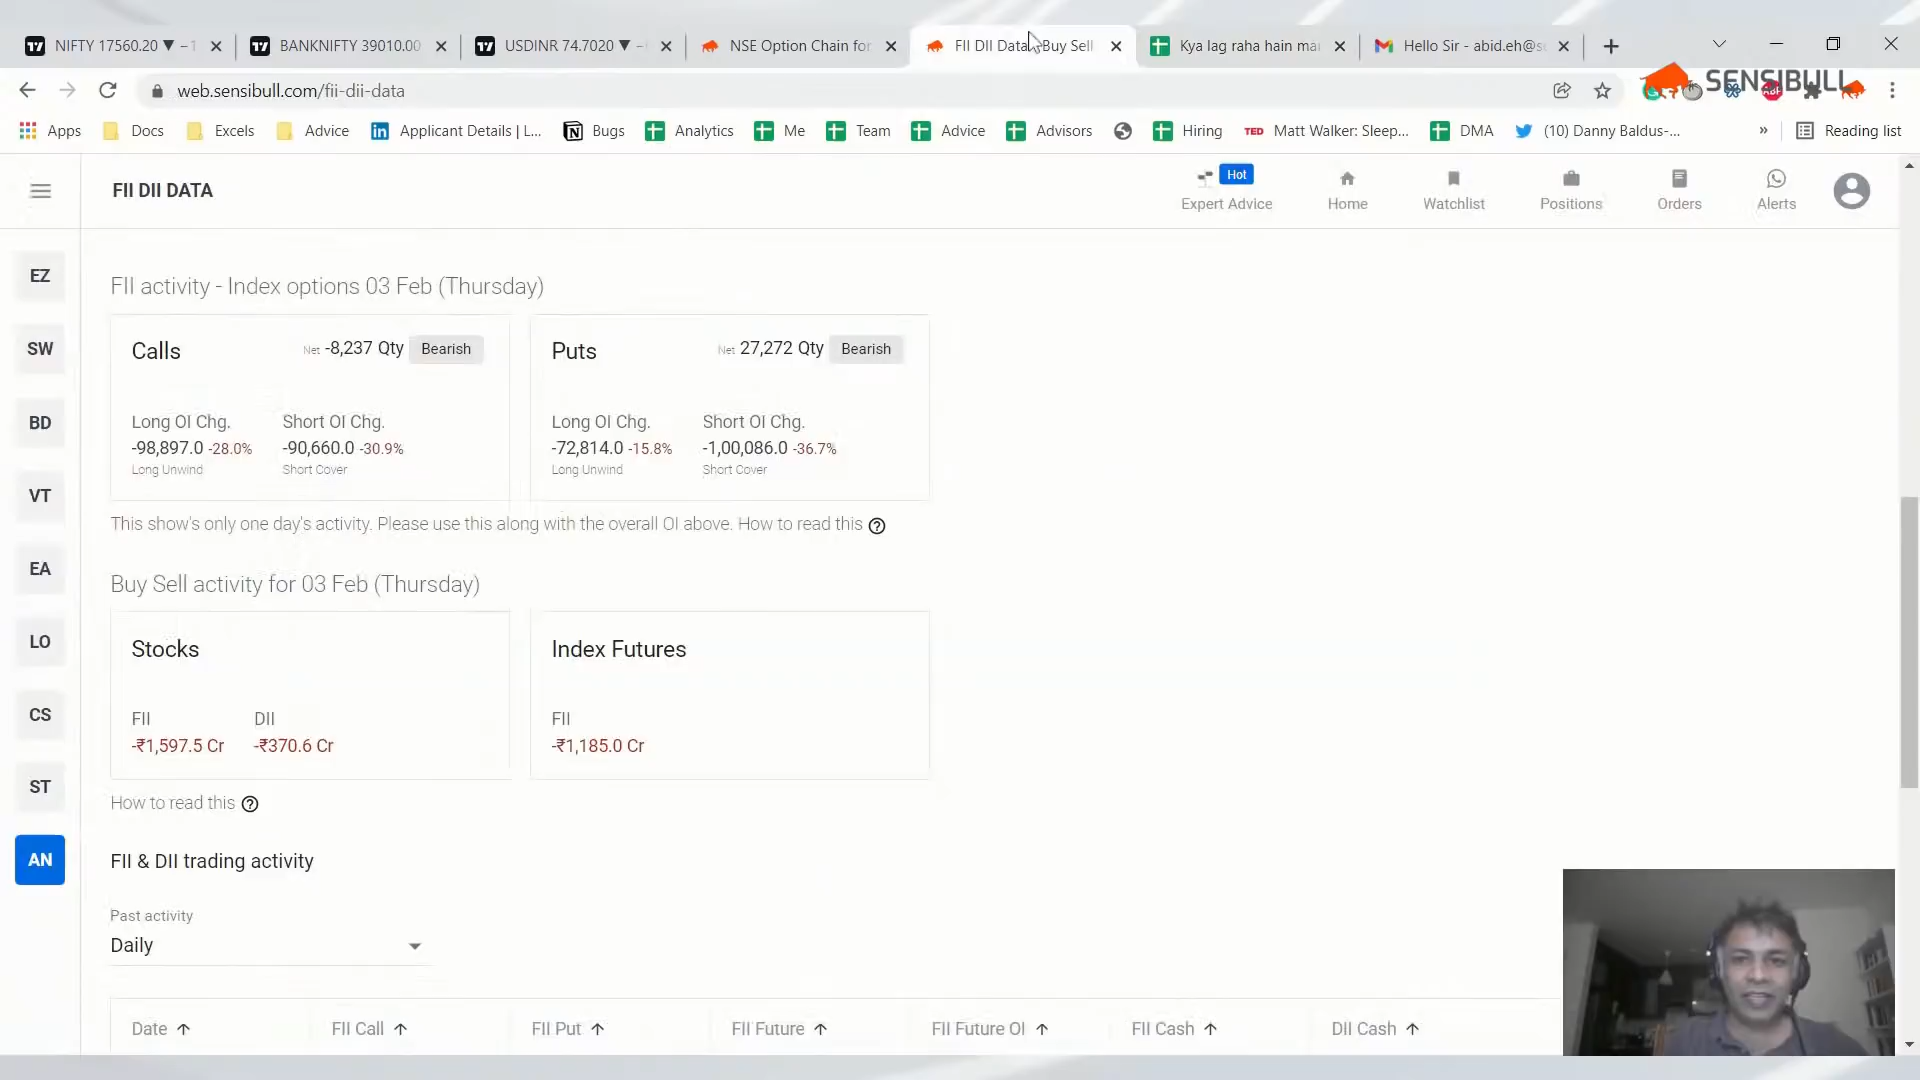 NIFTY 17560.20 ▼ −1
BANKNIFTY 39010.00
USDINR 74.7020 ▼ −
NSE Option Chain for
FII DII Data - Buy Sell
Kya lag raha hain mar
Hello Sir - abid.eh@s
web.sensibull.com/fii-dii-data
SENSIBULL
Apps
Docs
Excels
Advice
Applicant Details | L...
Bugs
Analytics
Me
Team
Advice
Advisors
Hiring
TED
Matt Walker: Sleep...
DMA
(10) Danny Baldus-...
»
Reading list
FII DII DATA
Hot
Expert Advice
Home
Watchlist
Positions
Orders
Alerts
EZ
SW
BD
VT
EA
LO
CS
ST
AN
FII activity - Index options 03 Feb (Thursday)
Calls
Net -8,237 Qty
Bearish
Long OI Chg.
-98,897.0 -28.0%
Long Unwind
Short OI Chg.
-90,660.0 -30.9%
Short Cover
Puts
Net 27,272 Qty
Bearish
Long OI Chg.
-72,814.0 -15.8%
Long Unwind
Short OI Chg.
-1,00,086.0 -36.7%
Short Cover
This show's only one day's activity. Please use this along with the overall OI above. How to read this ?
Buy Sell activity for 03 Feb (Thursday)
Stocks
FII
-₹1,597.5 Cr
DII
-₹370.6 Cr
Index Futures
FII
-₹1,185.0 Cr
How to read this ?
FII & DII trading activity
Past activity
Daily
Date ↑
FII Call ↑
FII Put ↑
FII Future ↑
FII Future OI ↑
FII Cash ↑
DII Cash ↑